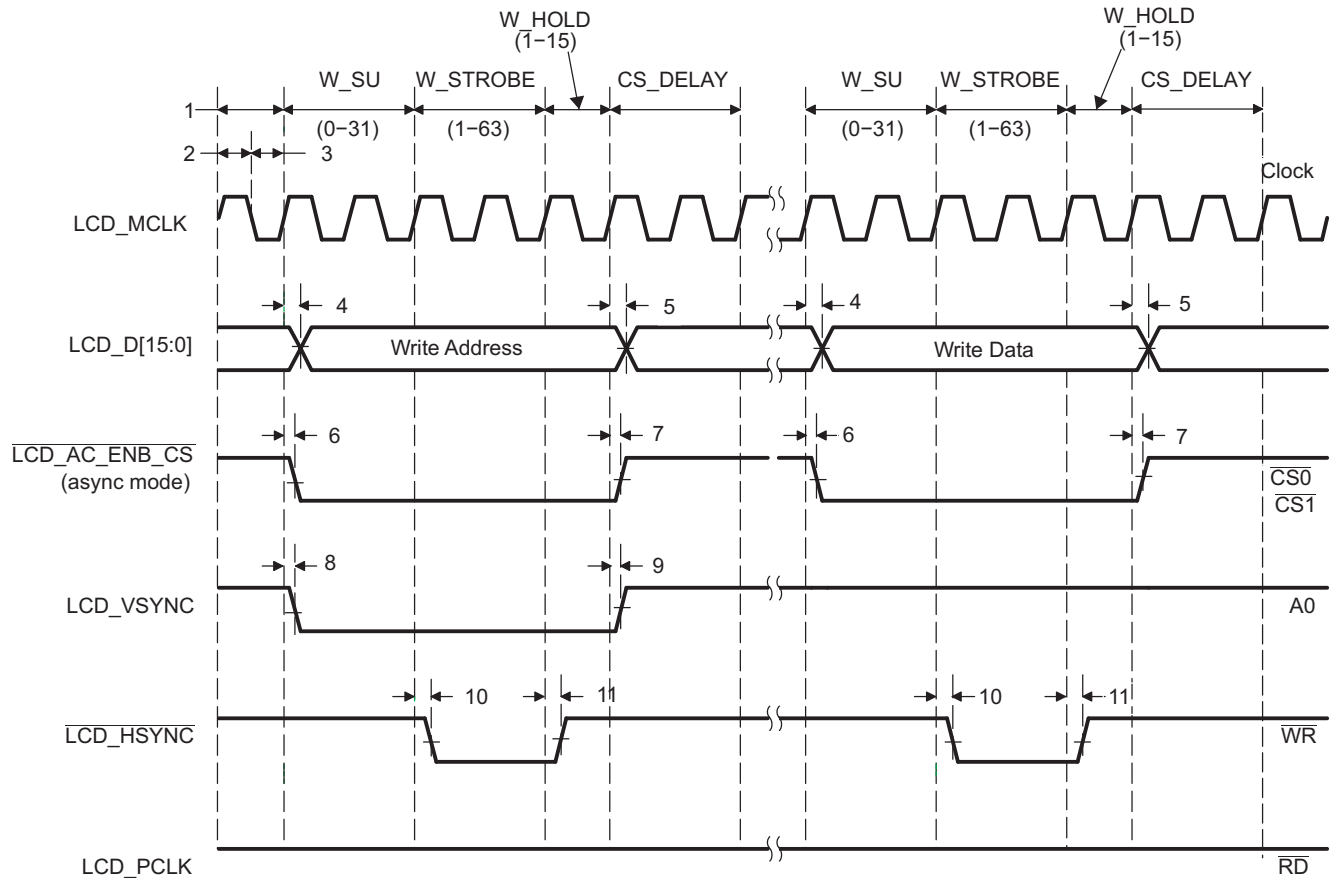 W_HOLD
(1−15)
W_HOLD
(1−15)
W_SU
W_STROBE
CS_DELAY
W_SU
W_STROBE
CS_DELAY
1
(0−31)
(1−63)
(0−31)
(1−63)
2
3
Clock
LCD_MCLK
4
5
4
5
LCD_D[15:0]
Write Address
Write Data
6
7
6
7
LCD_AC_ENB_CS
(async mode)
CS0
CS1
8
9
LCD_VSYNC
A0
10
11
10
11
LCD_HSYNC
WR
LCD_PCLK
RD